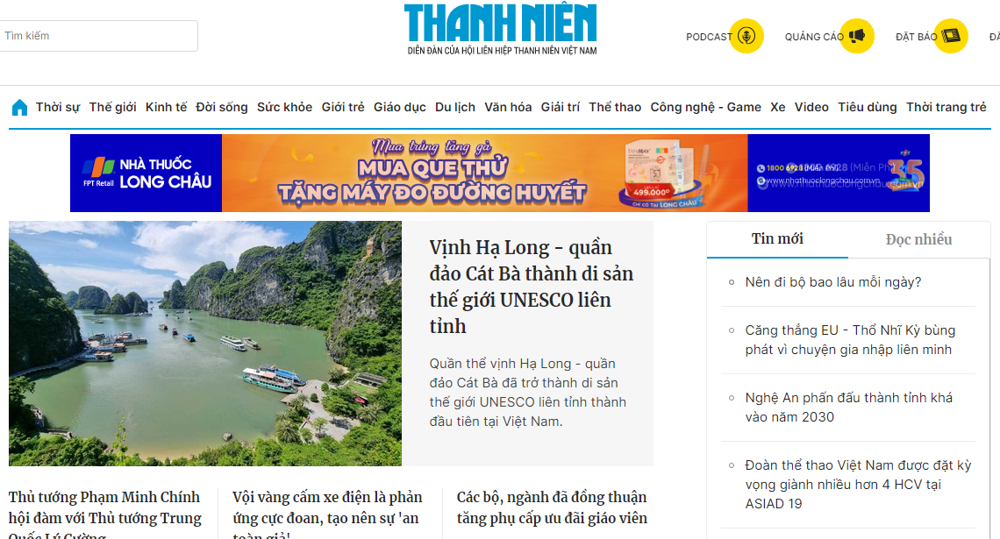 Tìm kiếm
THANH NIÊN
DIỄN ĐÀN CỦA HỘI LIÊN HIỆP THANH NIÊN VIỆT NAM
PODCAST
QUẢNG CÁO
ĐẶT BÁO
Thời sự Thế giới Kinh tế Đời sống Sức khỏe Giới trẻ Giáo dục Du lịch Văn hóa Giải trí Thể thao Công nghệ - Game Xe Video Tiêu dùng Thời trang trẻ
FPT Retail
NHÀ THUỐC
LONG CHÂU
Mua trứng tặng gà
MUA QUE THỬ
TẶNG MÁY ĐO ĐƯỜNG HUYẾT
499.000đ
CHỈ CÓ TẠI LONG CHÂU
1800 6928 (Miễn Phí)
www.nhathuoclongchau.com.vn
35
Vịnh Hạ Long - quần
đảo Cát Bà thành di sản
thế giới UNESCO liên
tỉnh
Quần thể vịnh Hạ Long - quần
đảo Cát Bà đã trở thành di sản
thế giới UNESCO liên tỉnh thành
đầu tiên tại Việt Nam.
Tin mới
Đọc nhiều
Nên đi bộ bao lâu mỗi ngày?
Căng thẳng EU - Thổ Nhĩ Kỳ bùng
phát vì chuyện gia nhập liên minh
Nghệ An phấn đấu thành tỉnh khá
vào năm 2030
Đoàn thể thao Việt Nam được đặt kỳ
vọng giành nhiều hơn 4 HCV tại
ASIAD 19
Thủ tướng Phạm Minh Chính
hội đàm với Thủ tướng Trung
Quốc Lý Cường
Vội vàng cấm xe điện là phản
ứng cực đoan, tạo nên sự 'an
toàn giả'
Các bộ, ngành đã đồng thuận
tăng phụ cấp ưu đãi giáo viên